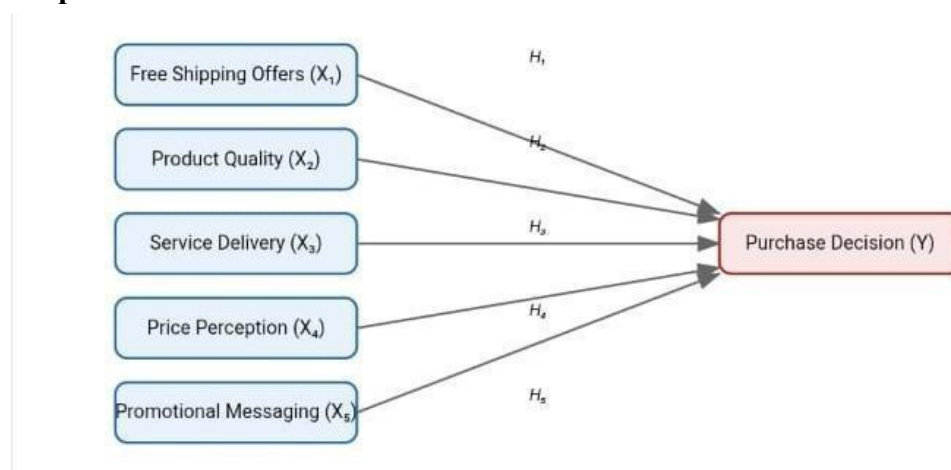 Free Shipping Offers (X₁)
H₁
Product Quality (X₂)
H₂
Service Delivery (X₃)
H₃
Purchase Decision (Y)
Price Perception (X₄)
H₄
Promotional Messaging (X₅)
H₅